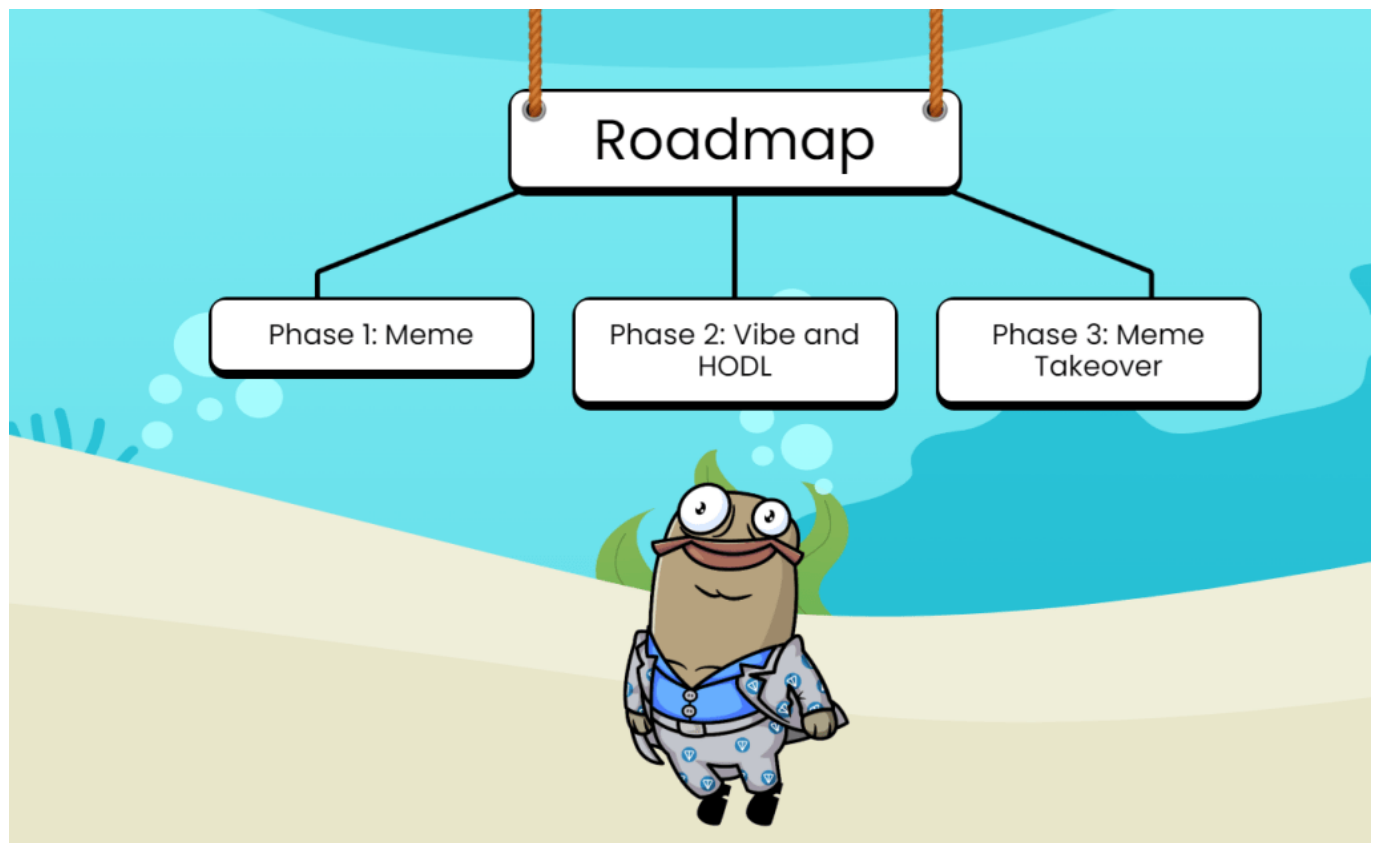 Roadmap
Phase 1: Meme
Phase 2: Vibe and
HODL
Phase 3: Meme
Takeover